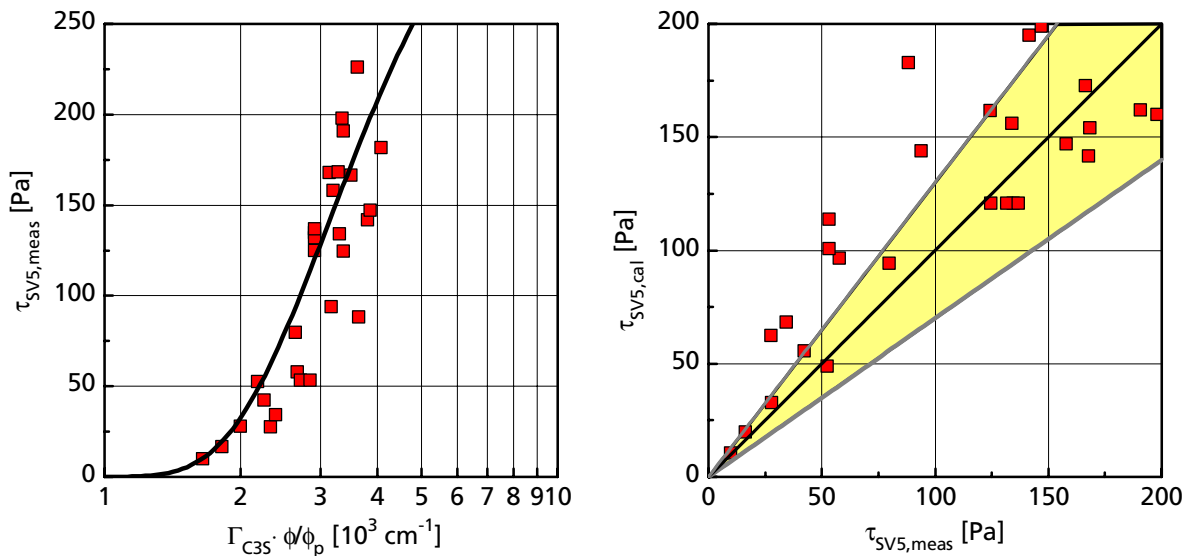 250
200
150
100
50
0
τSV5,meas [Pa]
1 2 3 4 5 6 7 8 9 10
ΓC3S· ϕ/ϕp [10³ cm⁻¹]
200
150
100
50
0
τSV5,cal [Pa]
0 50 100 150 200
τSV5,meas [Pa]